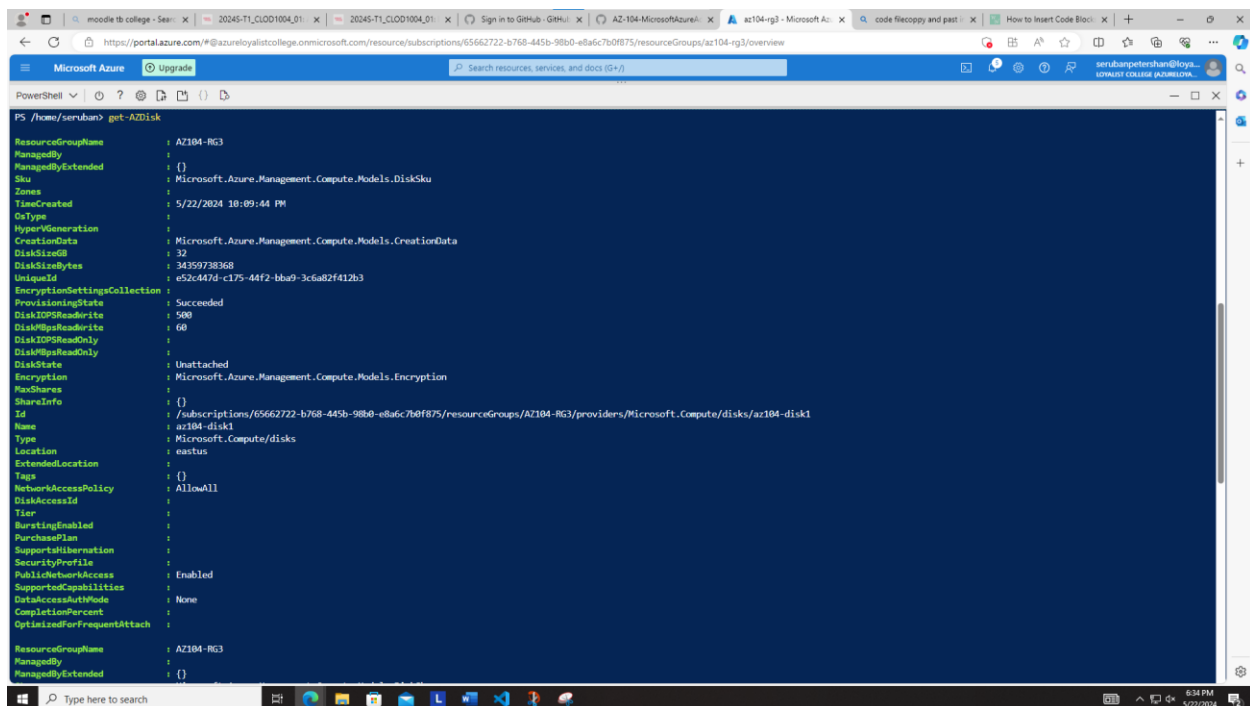 moodle tb college - Sear
20245-T1_CLOD1004_01:
20245-T1_CLOD1004_01:
Sign in to GitHub · GitHub
AZ-104-MicrosoftAzureA
az104-rg3 - Microsoft Az
code filecoppy and past i
How to Insert Code Block
https://portal.azure.com/#@azureloyalistcollege.onmicrosoft.com/resource/subscriptions/65662722-b768-445b-98b0-e8a6c7b0f875/resourceGroups/az104-rg3/overview
Microsoft Azure
Upgrade
Search resources, services, and docs (G+/)
serubanpetershan@loya...
LOYALIST COLLEGE (AZURELOYA...
PowerShell
PS /home/seruban> get-AZDisk
ResourceGroupName : AZ104-RG3
ManagedBy :
ManagedByExtended : {}
Sku : Microsoft.Azure.Management.Compute.Models.DiskSku
Zones :
TimeCreated : 5/22/2024 10:09:44 PM
OsType :
HyperVGeneration :
CreationData : Microsoft.Azure.Management.Compute.Models.CreationData
DiskSizeGB : 32
DiskSizeBytes : 34359738368
UniqueId : e52c447d-c175-44f2-bba9-3c6a82f412b3
EncryptionSettingsCollection :
ProvisioningState : Succeeded
DiskIOPSReadWrite : 500
DiskMBpsReadWrite : 60
DiskIOPSReadOnly :
DiskMBpsReadOnly :
DiskState : Unattached
Encryption : Microsoft.Azure.Management.Compute.Models.Encryption
MaxShares :
ShareInfo : {}
Id : /subscriptions/65662722-b768-445b-98b0-e8a6c7b0f875/resourceGroups/AZ104-RG3/providers/Microsoft.Compute/disks/az104-disk1
Name : az104-disk1
Type : Microsoft.Compute/disks
Location : eastus
ExtendedLocation :
Tags : {}
NetworkAccessPolicy : AllowAll
DiskAccessId :
Tier :
BurstingEnabled :
PurchasePlan :
SupportsHibernation :
SecurityProfile :
PublicNetworkAccess : Enabled
SupportedCapabilities :
DataAccessAuthMode : None
CompletionPercent :
OptimizedForFrequentAttach :
ResourceGroupName : AZ104-RG3
ManagedBy :
ManagedByExtended : {}
Type here to search
6:34 PM
5/22/2024